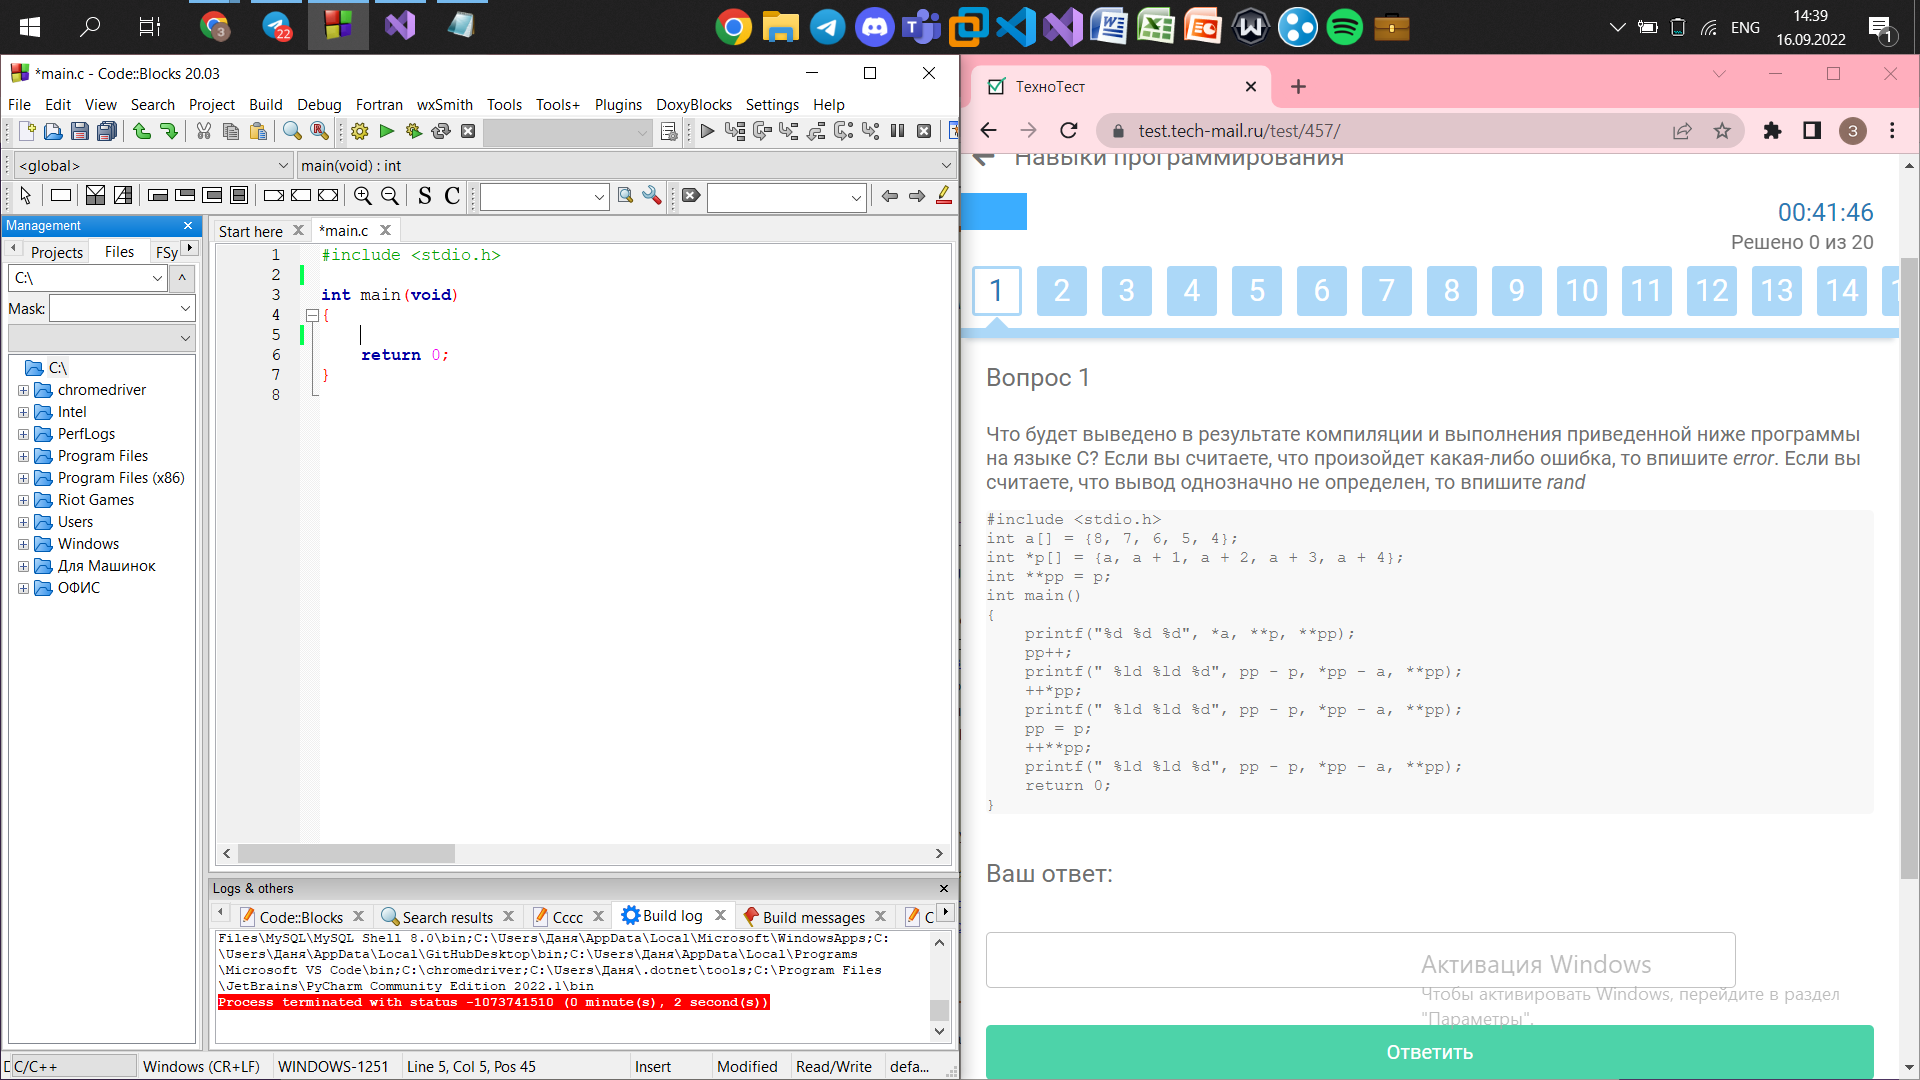 3
22
ENG
14:39
16.09.2022
1
*main.c - Code::Blocks 20.03
File Edit View Search Project Build Debug Fortran wxSmith Tools Tools+ Plugins DoxyBlocks Settings Help
<global>
main(void) : int
S C
Management
Projects Files FSy
C:\
^
Mask:
C:\
chromedriver
Intel
PerfLogs
Program Files
Program Files (x86)
Riot Games
Users
Windows
Для Машинок
ОФИС
Start here
*main.c
1 #include <stdio.h>
2
3 int main(void)
4 {
5
6 return 0;
7 }
8
Logs & others
Code::Blocks Search results Cccc Build log Build messages C
Files\MySQL\MySQL Shell 8.0\bin;C:\Users\Даня\AppData\Local\Microsoft\WindowsApps;C:
\Users\Даня\AppData\Local\GitHubDesktop\bin;C:\Users\Даня\AppData\Local\Programs
\Microsoft VS Code\bin;C:\chromedriver;C:\Users\Даня\.dotnet\tools;C:\Program Files
\JetBrains\PyCharm Community Edition 2022.1\bin
Process terminated with status -1073741510 (0 minute(s), 2 second(s))
C/C++ Windows (CR+LF) WINDOWS-1251 Line 5, Col 5, Pos 45 Insert Modified Read/Write defa...
ТехноТест
test.tech-mail.ru/test/457/
3
Навыки программирования
00:41:46
Решено 0 из 20
1 2 3 4 5 6 7 8 9 10 11 12 13 14 1
Вопрос 1
Что будет выведено в результате компиляции и выполнения приведенной ниже программы
на языке C? Если вы считаете, что произойдет какая-либо ошибка, то впишите error. Если вы
считаете, что вывод однозначно не определен, то впишите rand
#include <stdio.h>
int a[] = {8, 7, 6, 5, 4};
int *p[] = {a, a + 1, a + 2, a + 3, a + 4};
int **pp = p;
int main()
{
printf("%d %d %d", *a, **p, **pp);
pp++;
printf(" %ld %ld %d", pp - p, *pp - a, **pp);
++*pp;
printf(" %ld %ld %d", pp - p, *pp - a, **pp);
pp = p;
++**pp;
printf(" %ld %ld %d", pp - p, *pp - a, **pp);
return 0;
}
Ваш ответ:
Активация Windows
Чтобы активировать Windows, перейдите в раздел
"Параметры".
Ответить